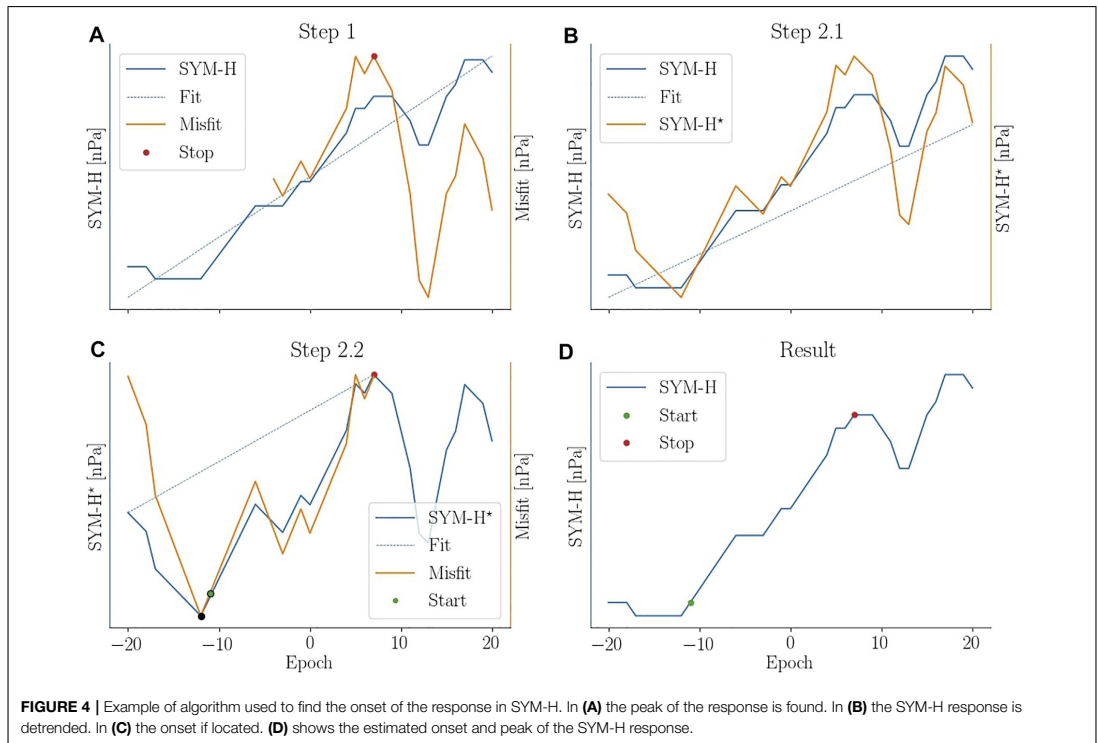 A
Step 1
SYM-H
Fit
Misfit
Stop
SYM-H [nPa]
Misfit [nPa]
B
Step 2.1
SYM-H
Fit
SYM-H*
SYM-H [nPa]
SYM-H* [nPa]
C
Step 2.2
SYM-H*
Fit
Misfit
Start
SYM-H* [nPa]
Misfit [nPa]
−20 −10 0 10 20
Epoch
D
Result
SYM-H
Start
Stop
SYM-H [nPa]
−20 −10 0 10 20
Epoch
FIGURE 4 | Example of algorithm used to find the onset of the response in SYM-H. In (A) the peak of the response is found. In (B) the SYM-H response is
detrended. In (C) the onset if located. (D) shows the estimated onset and peak of the SYM-H response.